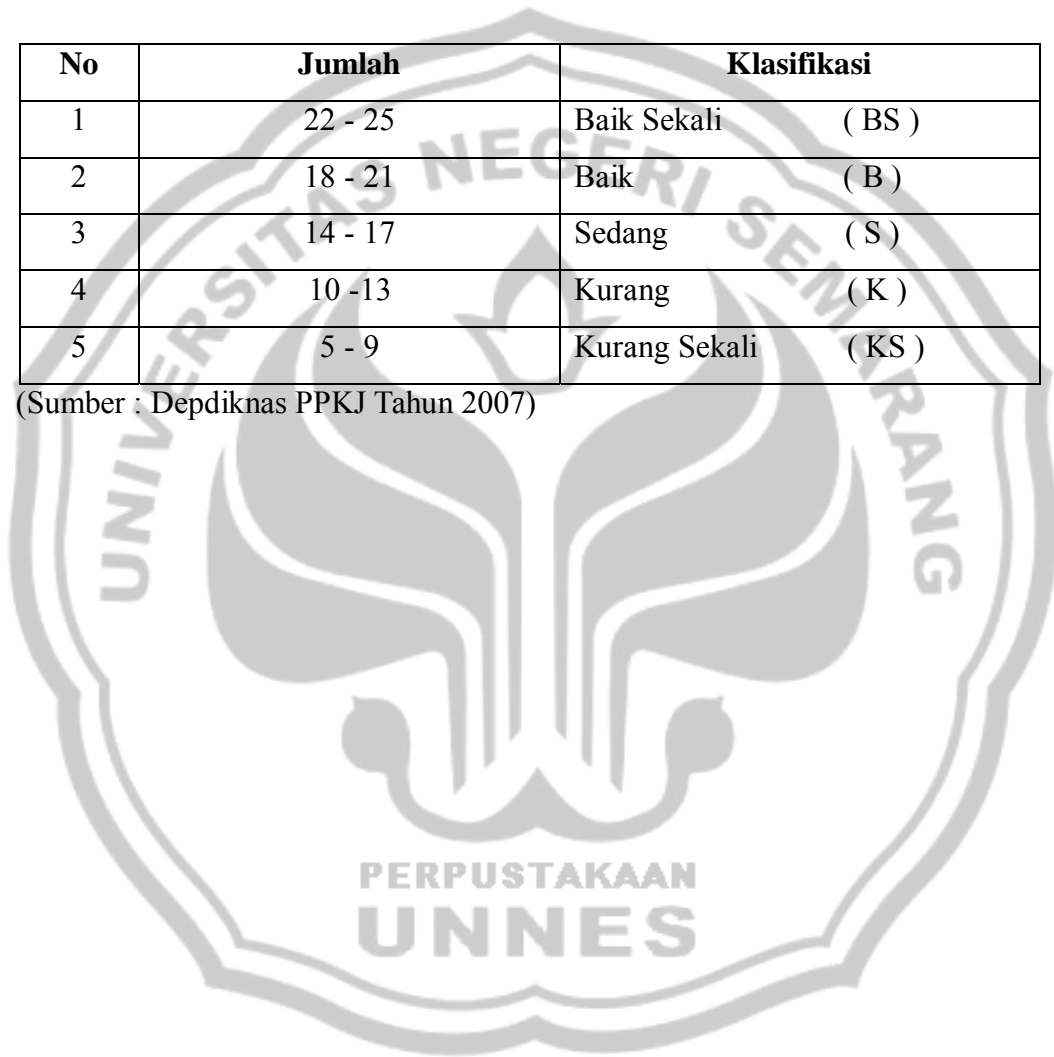 No Jumlah Klasifikasi
1 22 - 25 Baik Sekali ( BS )
2 18 - 21 Baik ( B )
3 14 - 17 Sedang ( S )
4 10 -13 Kurang ( K )
5 5 - 9 Kurang Sekali ( KS )
(Sumber : Depdiknas PPKJ Tahun 2007)
UNIVERSITAS NEGERI SEMARANG
PERPUSTAKAAN
UNNES